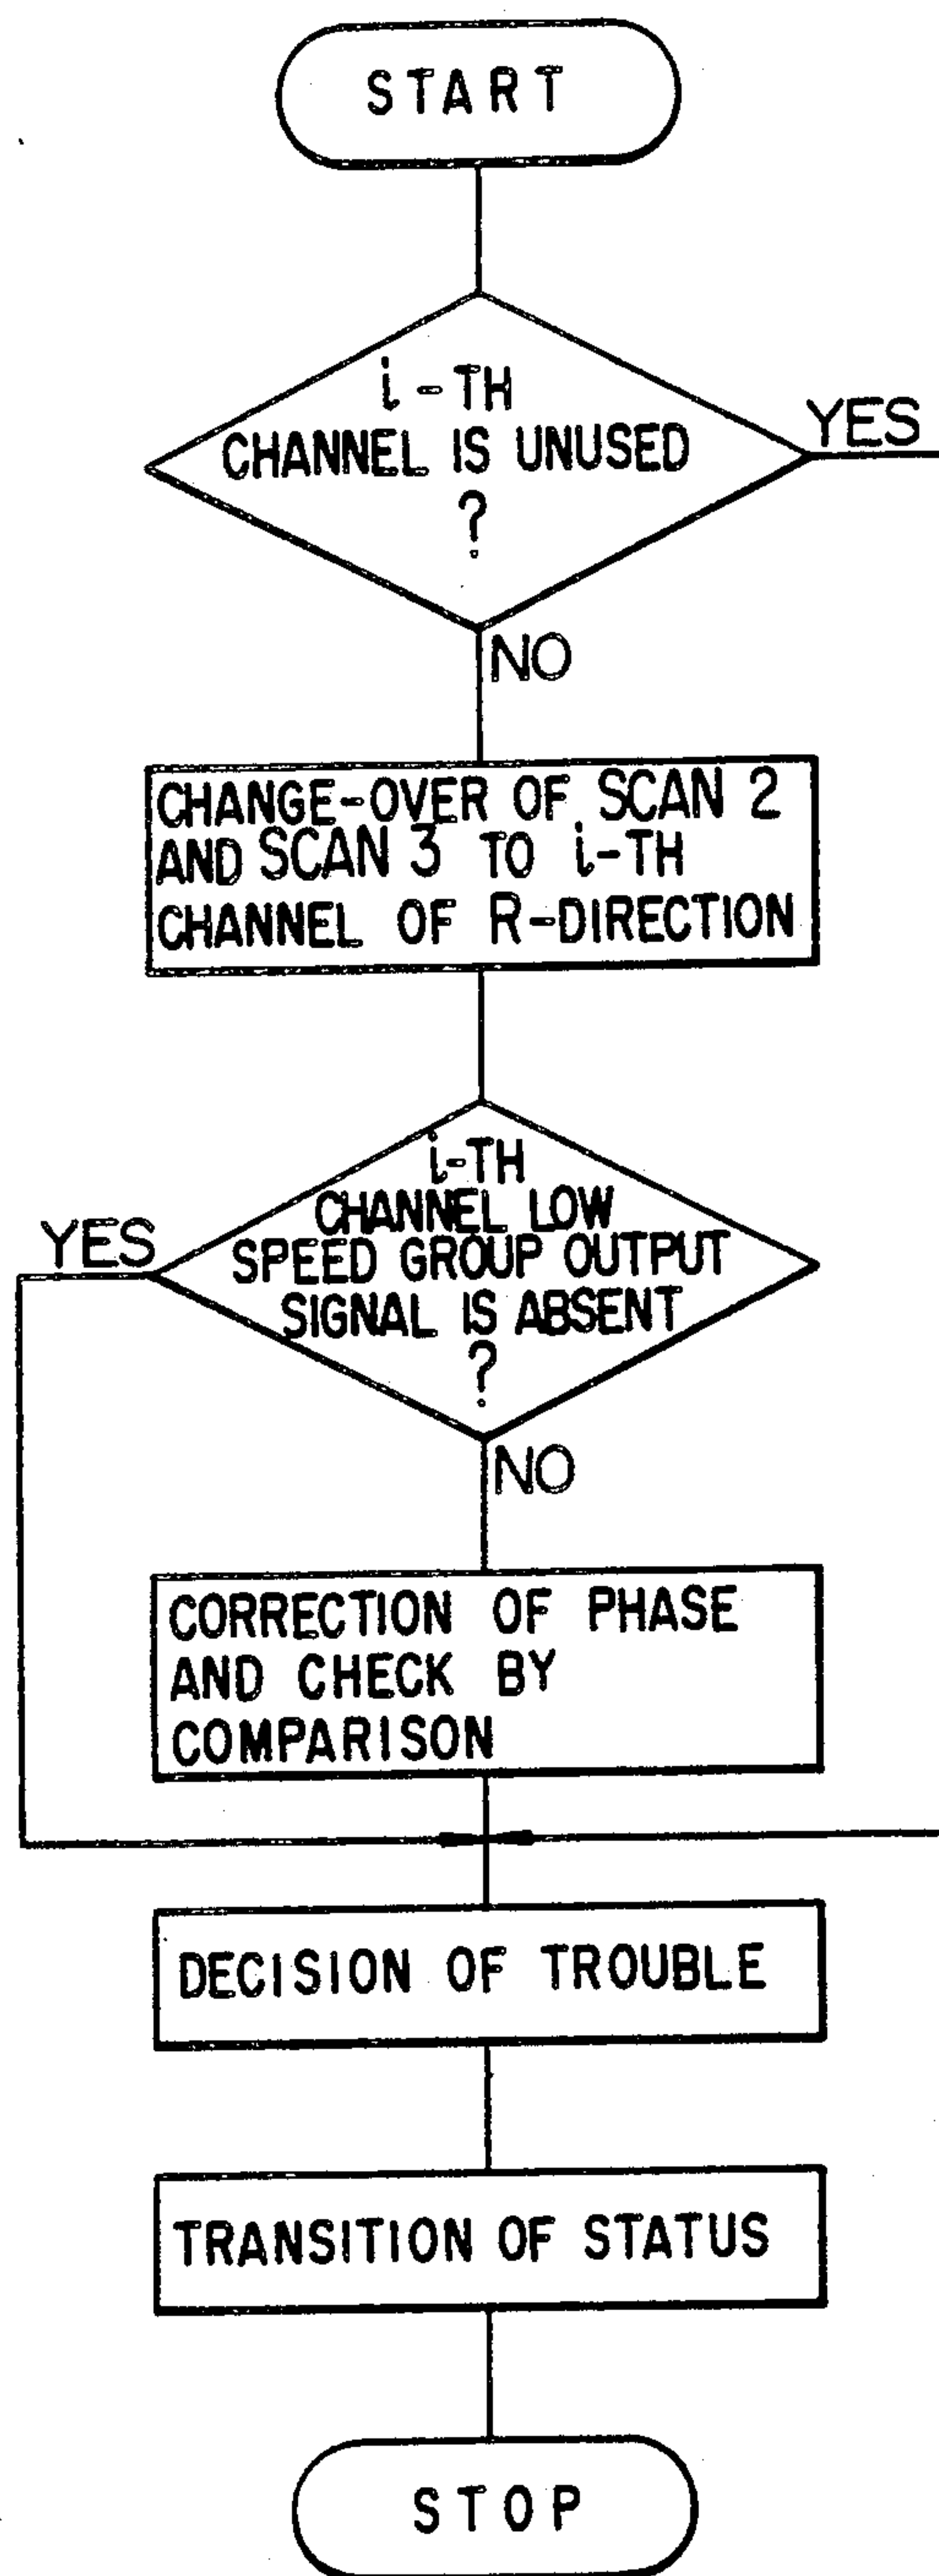 START
i-TH
CHANNEL IS UNUSED
?
YES
NO
CHANGE-OVER OF SCAN 2
AND SCAN 3 TO i-TH
CHANNEL OF R-DIRECTION
i-TH
CHANNEL LOW
SPEED GROUP OUTPUT
SIGNAL IS ABSENT
?
YES
NO
CORRECTION OF PHASE
AND CHECK BY
COMPARISON
DECISION OF TROUBLE
TRANSITION OF STATUS
STOP